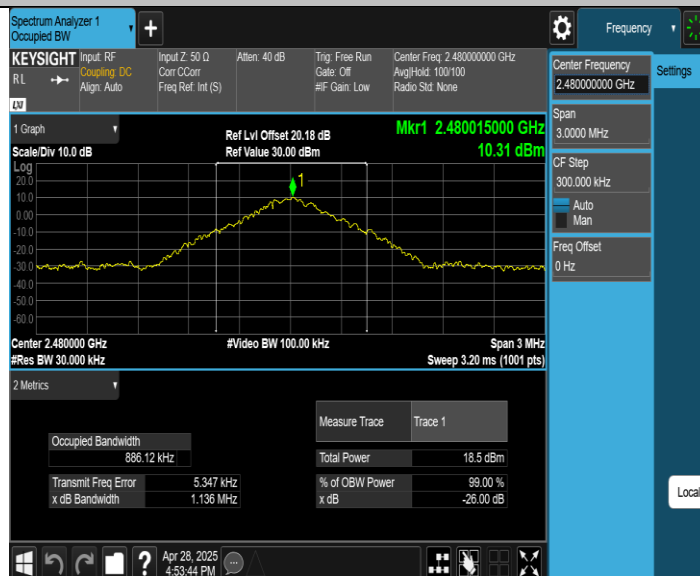 Spectrum Analyzer 1
Occupied BW
+
Frequency
KEYSIGHT
RL
LXI
Input: RF
Coupling: DC
Align: Auto
Input Z: 50 Ω
Corr CCorr
Freq Ref: Int (S)
Atten: 40 dB
Trig: Free Run
Gate: Off
#IF Gain: Low
Center Freq: 2.480000000 GHz
Avg|Hold: 100/100
Radio Std: None
Center Frequency
2.480000000 GHz
Settings
Span
3.0000 MHz
CF Step
300.000 kHz
Auto
Man
Freq Offset
0 Hz
Local
1 Graph
Scale/Div 10.0 dB
Ref Lvl Offset 20.18 dB
Ref Value 30.00 dBm
Mkr1 2.480015000 GHz
10.31 dBm
Log
20.0
10.0
0.00
-10.0
-20.0
-30.0
-40.0
-50.0
-60.0
1
Center 2.480000 GHz
#Res BW 30.000 kHz
#Video BW 100.00 kHz
Span 3 MHz
Sweep 3.20 ms (1001 pts)
2 Metrics
Measure Trace Trace 1
Occupied Bandwidth
886.12 kHz
Total Power 18.5 dBm
Transmit Freq Error 5.347 kHz
% of OBW Power 99.00 %
x dB Bandwidth 1.136 MHz
x dB -26.00 dB
?
Apr 28, 2025
4:53:44 PM